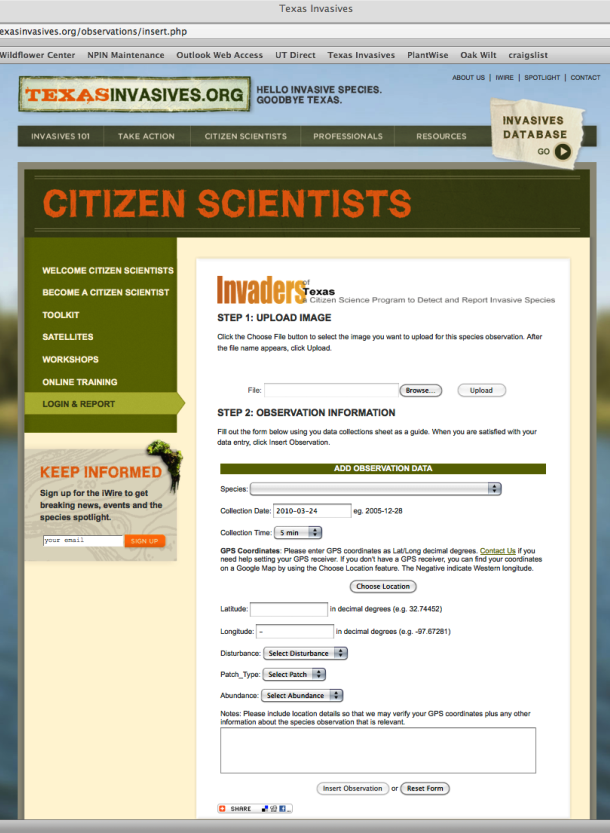 Texas Invasives
exasinvasives.org/observations/insert.php
Wildflower Center NPIN Maintenance Outlook Web Access UT Direct Texas Invasives PlantWise Oak Wilt craigslist
ABOUT US | IWIRE | SPOTLIGHT | CONTACT
TEXASINVASIVES.ORG
HELLO INVASIVE SPECIES.
GOODBYE TEXAS.
INVASIVES
DATABASE
GO
INVASIVES 101 TAKE ACTION CITIZEN SCIENTISTS PROFESSIONALS RESOURCES
CITIZEN SCIENTISTS
WELCOME CITIZEN SCIENTISTS
BECOME A CITIZEN SCIENTIST
TOOLKIT
SATELLITES
WORKSHOPS
ONLINE TRAINING
LOGIN & REPORT
KEEP INFORMED
Sign up for the iWire to get
breaking news, events and the
species spotlight.
your email SIGN UP
Invaders of
Texas
a Citizen Science Program to Detect and Report Invasive Species
STEP 1: UPLOAD IMAGE
Click the Choose File button to select the image you want to upload for this species observation. After
the file name appears, click Upload.
File: Browse... Upload
STEP 2: OBSERVATION INFORMATION
Fill out the form below using you data collections sheet as a guide. When you are satisfied with your
data entry, click Insert Observation.
ADD OBSERVATION DATA
Species:
Collection Date: 2010-03-24 eg. 2005-12-28
Collection Time: 5 min
GPS Coordinates: Please enter GPS coordinates as Lat/Long decimal degrees. Contact Us if you
need help setting your GPS receiver. If you don't have a GPS receiver, you can find your coordinates
on a Google Map by using the Choose Location feature. The Negative indicate Western longitude.
Choose Location
Latitude: in decimal degrees (e.g. 32.74452)
Longitude: - in decimal degrees (e.g. -97.67281)
Disturbance: Select Disturbance
Patch_Type: Select Patch
Abundance: Select Abundance
Notes: Please include location details so that we may verify your GPS coordinates plus any other
information about the species observation that is relevant.
Insert Observation or Reset Form
SHARE